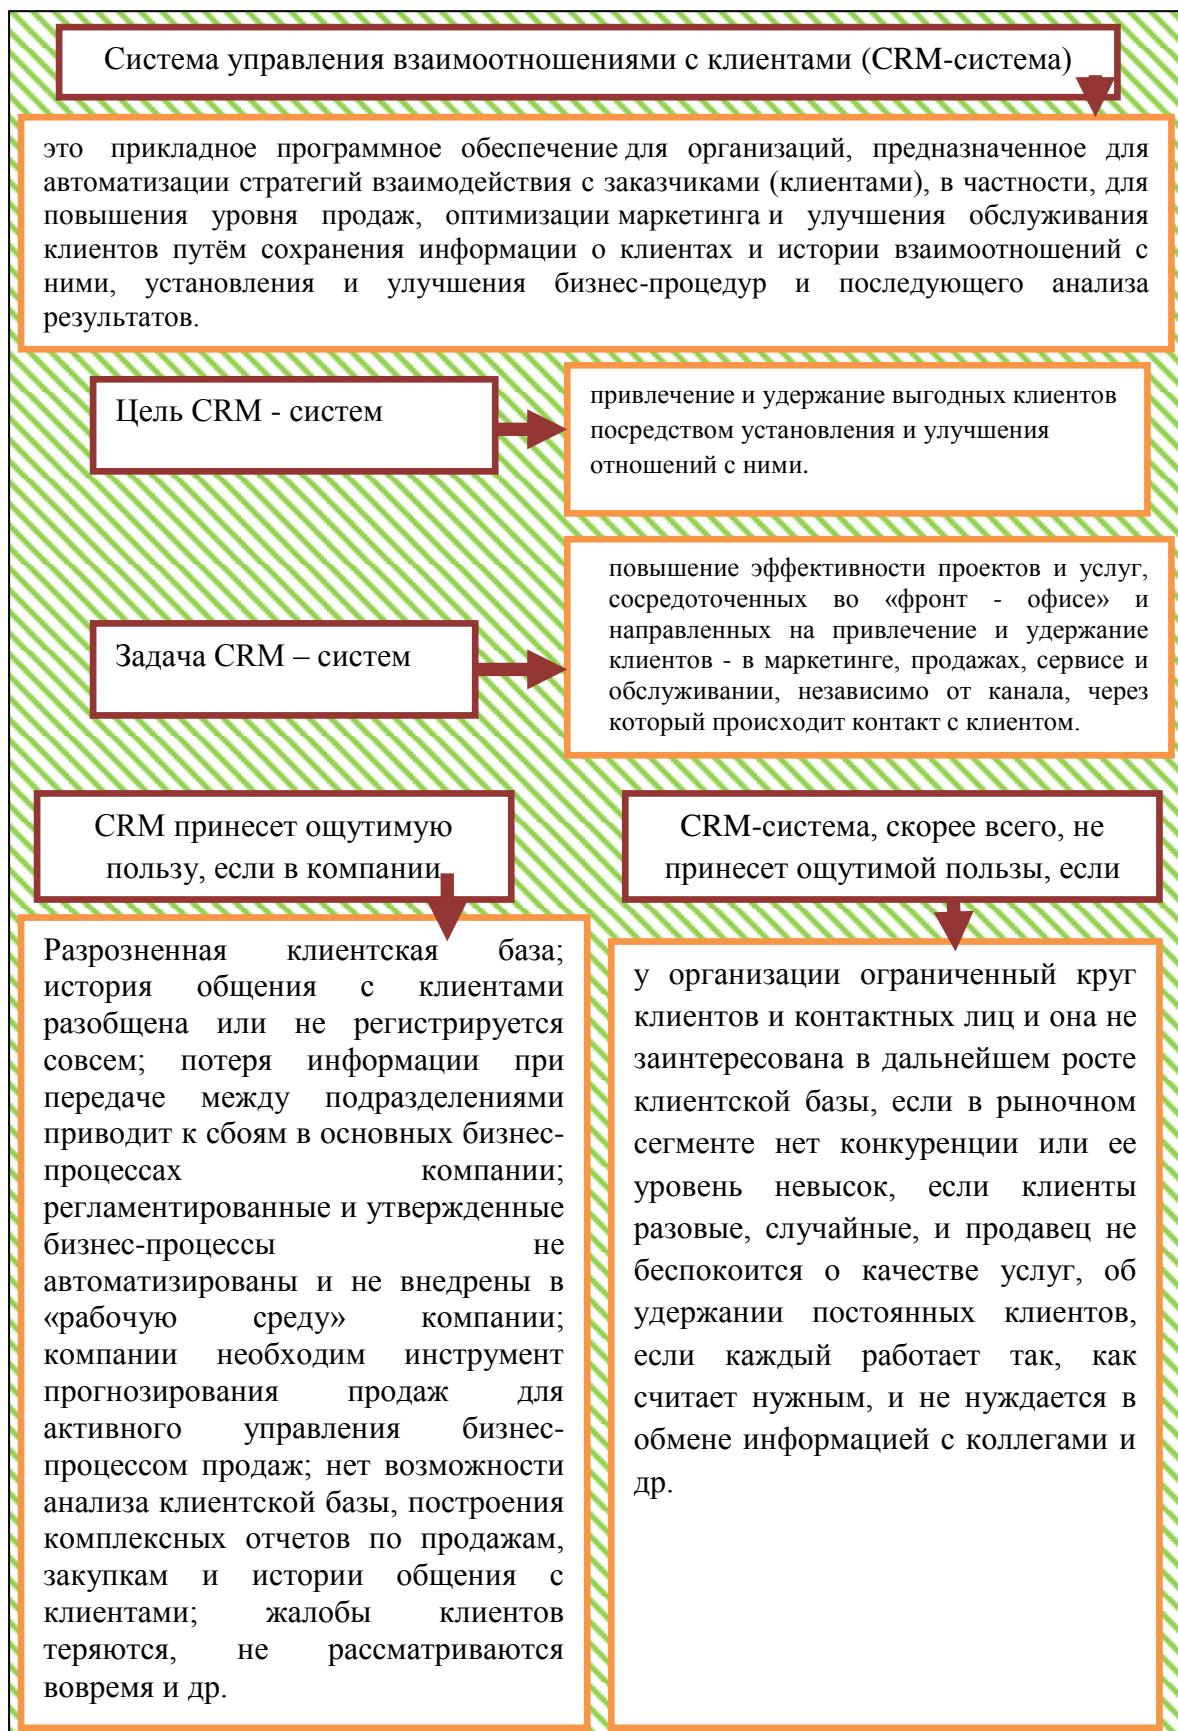 Система управления взаимоотношениями с клиентами (CRM-система)
это прикладное программное обеспечение для организаций, предназначенное для
автоматизации стратегий взаимодействия с заказчиками (клиентами), в частности, для
повышения уровня продаж, оптимизации маркетинга и улучшения обслуживания
клиентов путём сохранения информации о клиентах и истории взаимоотношений с
ними, установления и улучшения бизнес-процедур и последующего анализа
результатов.
Цель CRM - систем
привлечение и удержание выгодных клиентов
посредством установления и улучшения
отношений с ними.
Задача CRM – систем
повышение эффективности проектов и услуг,
сосредоточенных во «фронт - офисе» и
направленных на привлечение и удержание
клиентов - в маркетинге, продажах, сервисе и
обслуживании, независимо от канала, через
который происходит контакт с клиентом.
CRM принесет ощутимую
пользу, если в компании
Разрозненная клиентская база;
история общения с клиентами
разобщена или не регистрируется
совсем; потеря информации при
передаче между подразделениями
приводит к сбоям в основных бизнес-
процессах компании;
регламентированные и утвержденные
бизнес-процессы не
автоматизированы и не внедрены в
«рабочую среду» компании;
компании необходим инструмент
прогнозирования продаж для
активного управления бизнес-
процессом продаж; нет возможности
анализа клиентской базы, построения
комплексных отчетов по продажам,
закупкам и истории общения с
клиентами; жалобы клиентов
теряются, не рассматриваются
вовремя и др.
CRM-система, скорее всего, не
принесет ощутимой пользы, если
у организации ограниченный круг
клиентов и контактных лиц и она не
заинтересована в дальнейшем росте
клиентской базы, если в рыночном
сегменте нет конкуренции или ее
уровень невысок, если клиенты
разовые, случайные, и продавец не
беспокоится о качестве услуг, об
удержании постоянных клиентов,
если каждый работает так, как
считает нужным, и не нуждается в
обмене информацией с коллегами и
др.